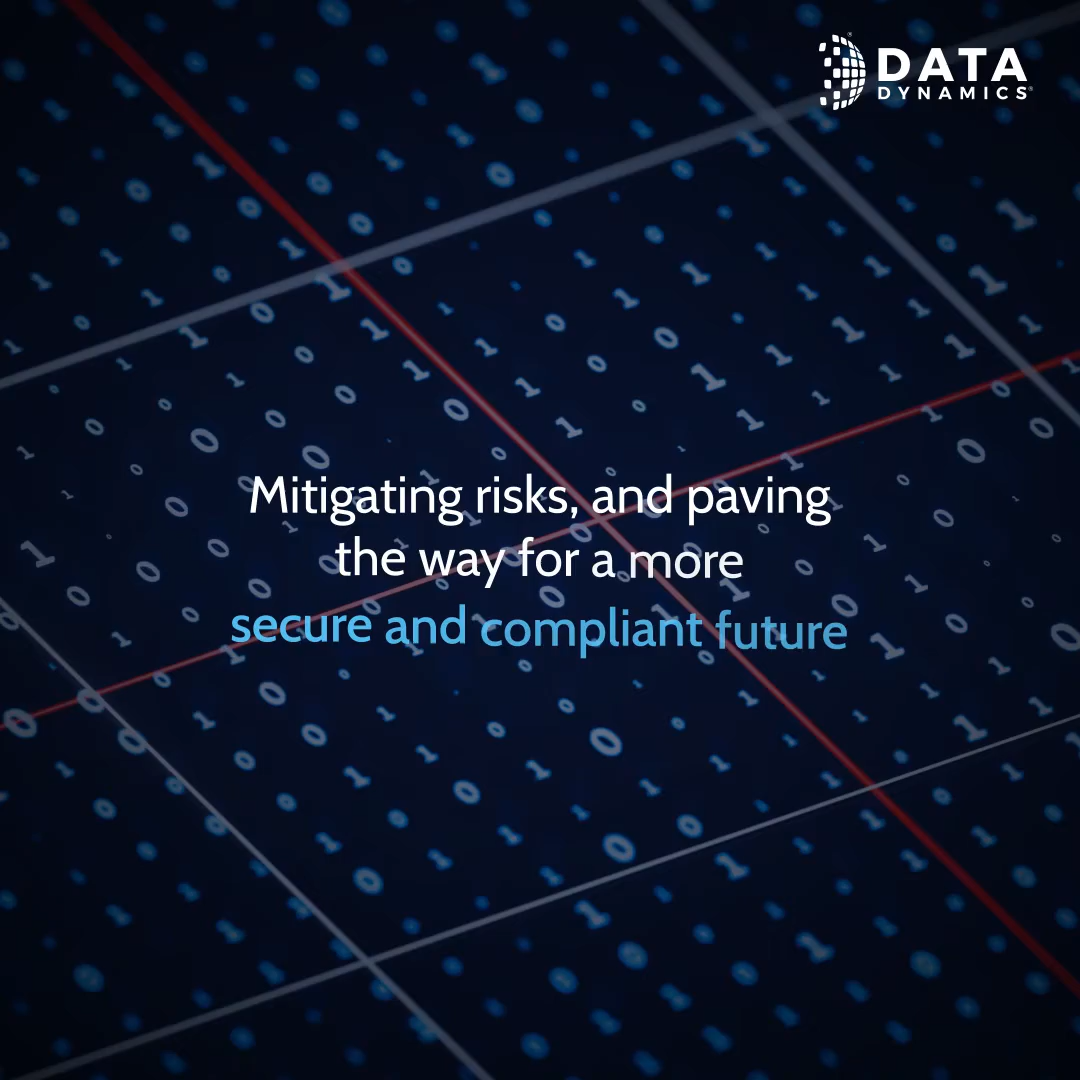 DATA
DYNAMICS
Mitigating risks, and paving
the way for a more
secure and compliant future